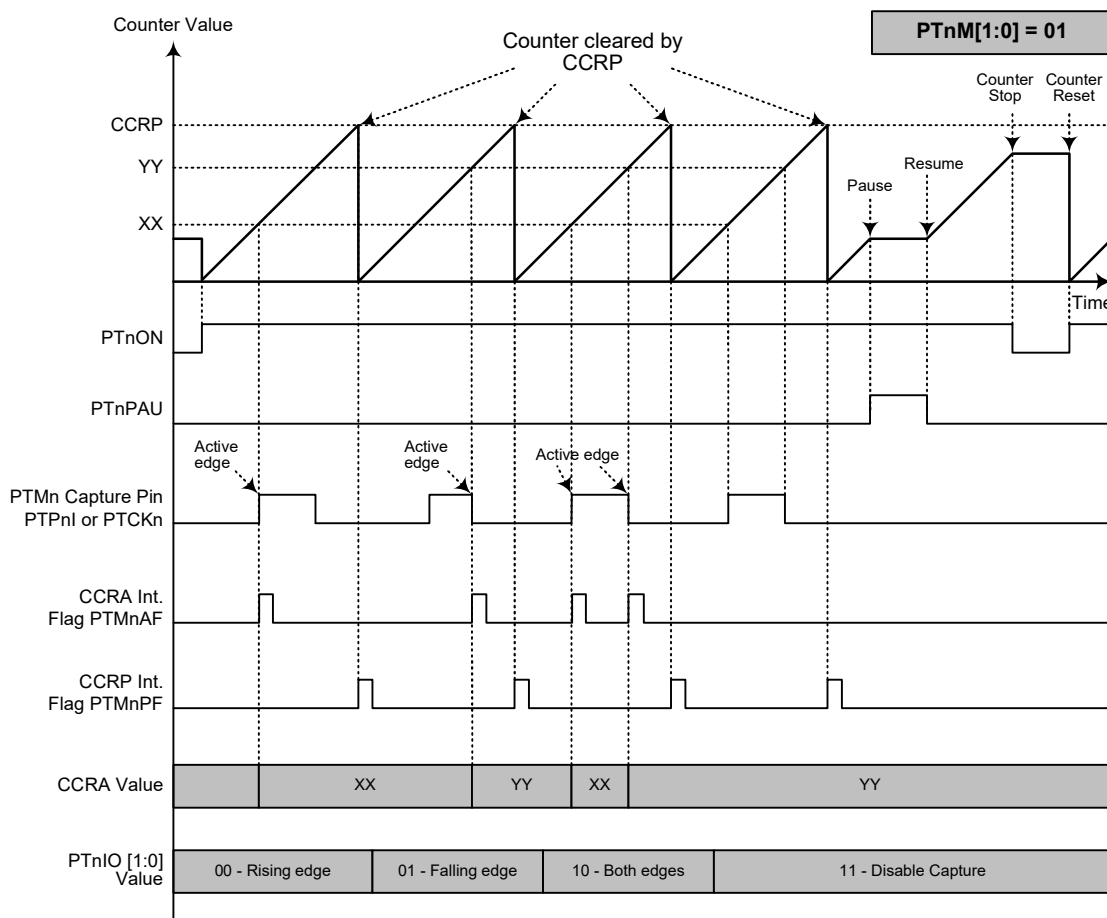 Counter Value
Counter cleared by
CCRP
PTnM[1:0] = 01
Counter
Stop
Counter
Reset
CCRP
YY
XX
Pause
Resume
Time
PTnON
PTnPAU
Active
edge
Active
edge
Active edge
PTMn Capture Pin
PTPnI or PTCKn
CCRA Int.
Flag PTMnAF
CCRP Int.
Flag PTMnPF
CCRA Value
XX
YY
XX
YY
PTnIO [1:0]
Value
00 - Rising edge
01 - Falling edge
10 - Both edges
11 - Disable Capture